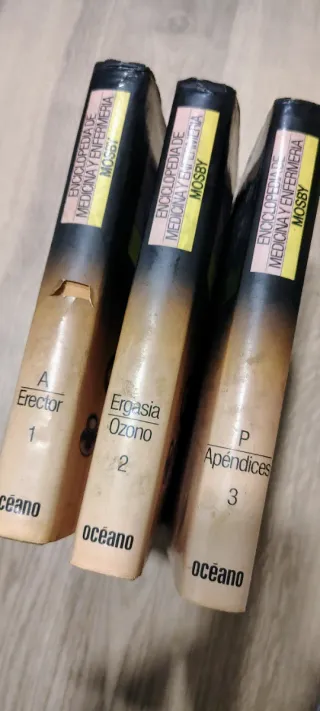 ENCICLOPEDIA DE
MEDICINA Y ENFERMERIA
MOSBY
A
Erector
1
océano
ENCICLOPEDIA DE
MEDICINA Y ENFERMERIA
MOSBY
Ergasia
Ozono
2
océano
ENCICLOPEDIA DE
MEDICINA Y ENFERMERIA
MOSBY
P
Apéndices
3
océano